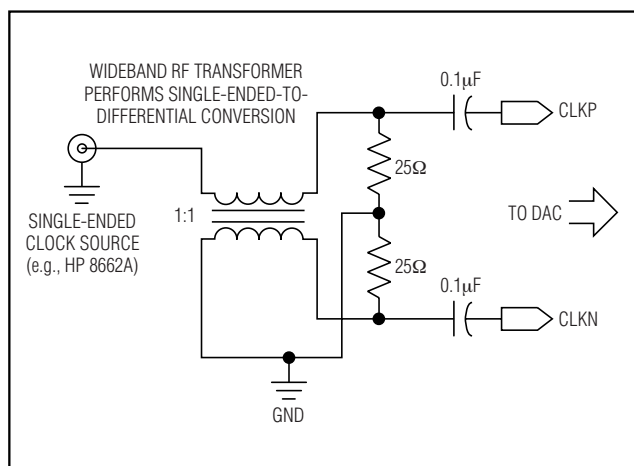 WIDEBAND RF TRANSFORMER
PERFORMS SINGLE-ENDED-TO-
DIFFERENTIAL CONVERSION
0.1μF
CLKP
25Ω
SINGLE-ENDED
CLOCK SOURCE
(e.g., HP 8662A)
1:1
TO DAC
25Ω
0.1μF
CLKN
GND